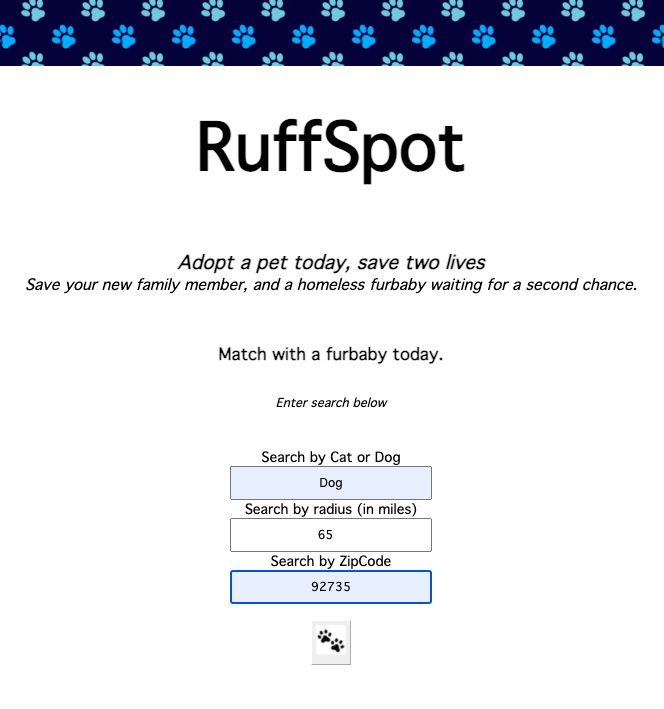 RuffSpot
Adopt a pet today, save two lives
Save your new family member, and a homeless furbaby waiting for a second chance.
Match with a furbaby today.
Enter search below
Search by Cat or Dog
Dog
Search by radius (in miles)
65
Search by ZipCode
92735